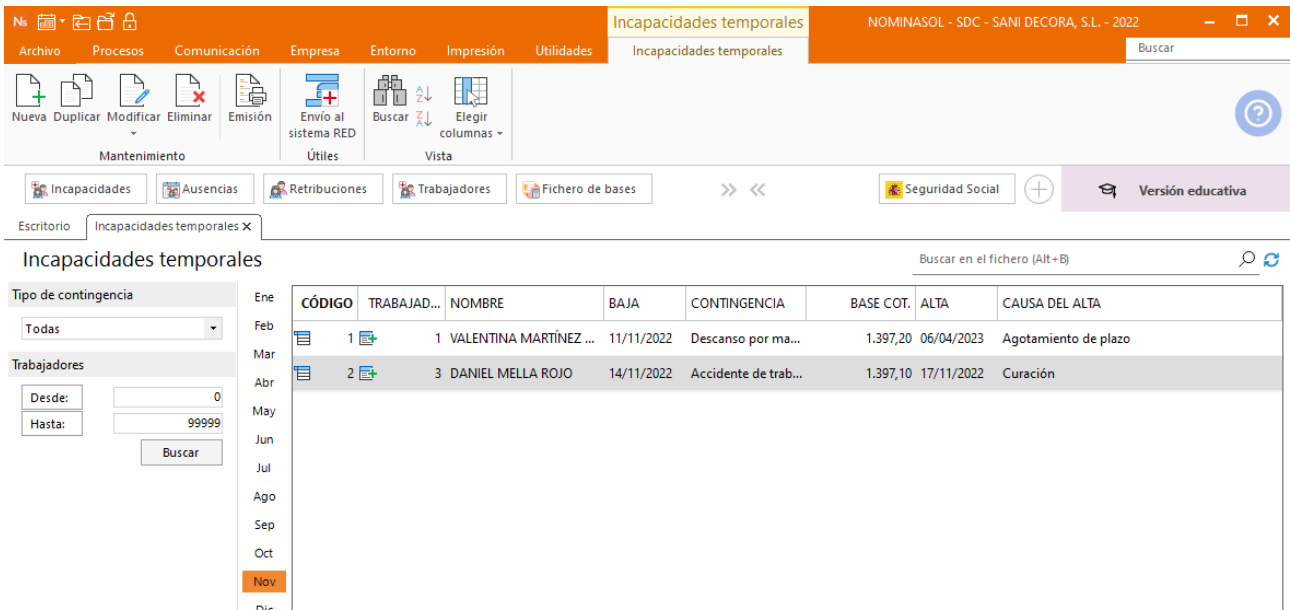 Ns Incapacidades temporales NOMINASOL - SDC - SANI DECORA, S.L. - 2022
Archivo Procesos Comunicación Empresa Entorno Impresión Utilidades Incapacidades temporales Buscar
Nueva Duplicar Modificar Eliminar Emisión Envío al sistema RED Buscar Elegir columnas
Mantenimiento Útiles Vista
Incapacidades Ausencias Retribuciones Trabajadores Fichero de bases Seguridad Social Versión educativa
Escritorio Incapacidades temporales X
Incapacidades temporales Buscar en el fichero (Alt+B)
Tipo de contingencia
Todas
Trabajadores
Desde: 0
Hasta: 99999
Buscar
Ene
Feb
Mar
Abr
May
Jun
Jul
Ago
Sep
Oct
Nov
Dic
CÓDIGO TRABAJAD... NOMBRE BAJA CONTINGENCIA BASE COT. ALTA CAUSA DEL ALTA
1 1 VALENTINA MARTÍNEZ ... 11/11/2022 Descanso por ma... 1.397,20 06/04/2023 Agotamiento de plazo
2 3 DANIEL MELLA ROJO 14/11/2022 Accidente de trab... 1.397,10 17/11/2022 Curación